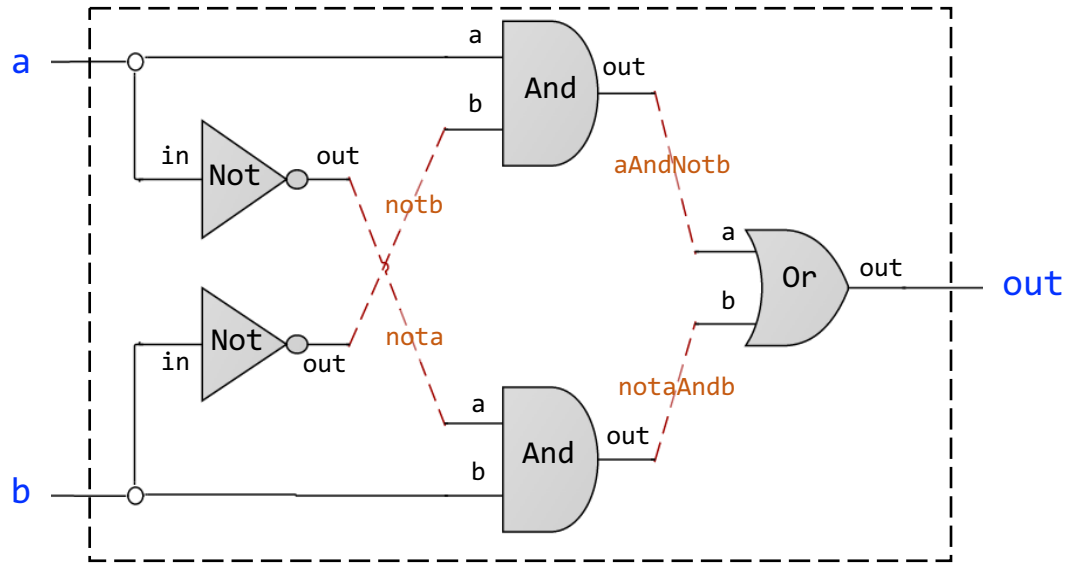 a
a
out
And
b
aAndNotb
in
Not
out
notb
a
Or
out
out
b
Not
in
out
nota
notaAndb
a
And
out
b
b